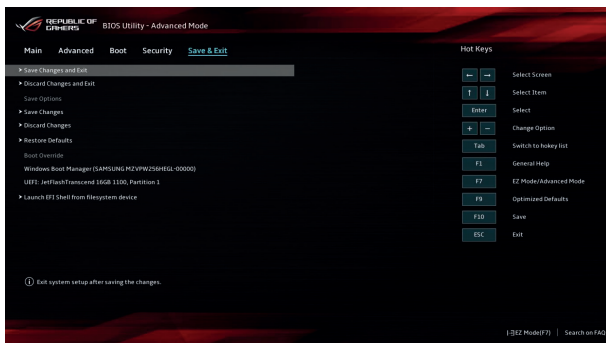 REPUBLIC OF
GAMERS
BIOS Utility - Advanced Mode
Main Advanced Boot Security Save & Exit
Hot Keys
> Save Changes and Exit
> Discard Changes and Exit
Save Options
> Save Changes
> Discard Changes
> Restore Defaults
Boot Override
Windows Boot Manager (SAMSUNG MZVPW256HEGL-00000)
UEFI: JetFlashTranscend 16GB 1100, Partition 1
> Launch EFI Shell from filesystem device
← → Select Screen
↑ ↓ Select Item
Enter Select
+ − Change Option
Tab Switch to hokey list
F1 General Help
F7 EZ Mode/Advanced Mode
F9 Optimized Defaults
F10 Save
ESC Exit
i Exit system setup after saving the changes.
EZ Mode(F7) | Search on FAQ